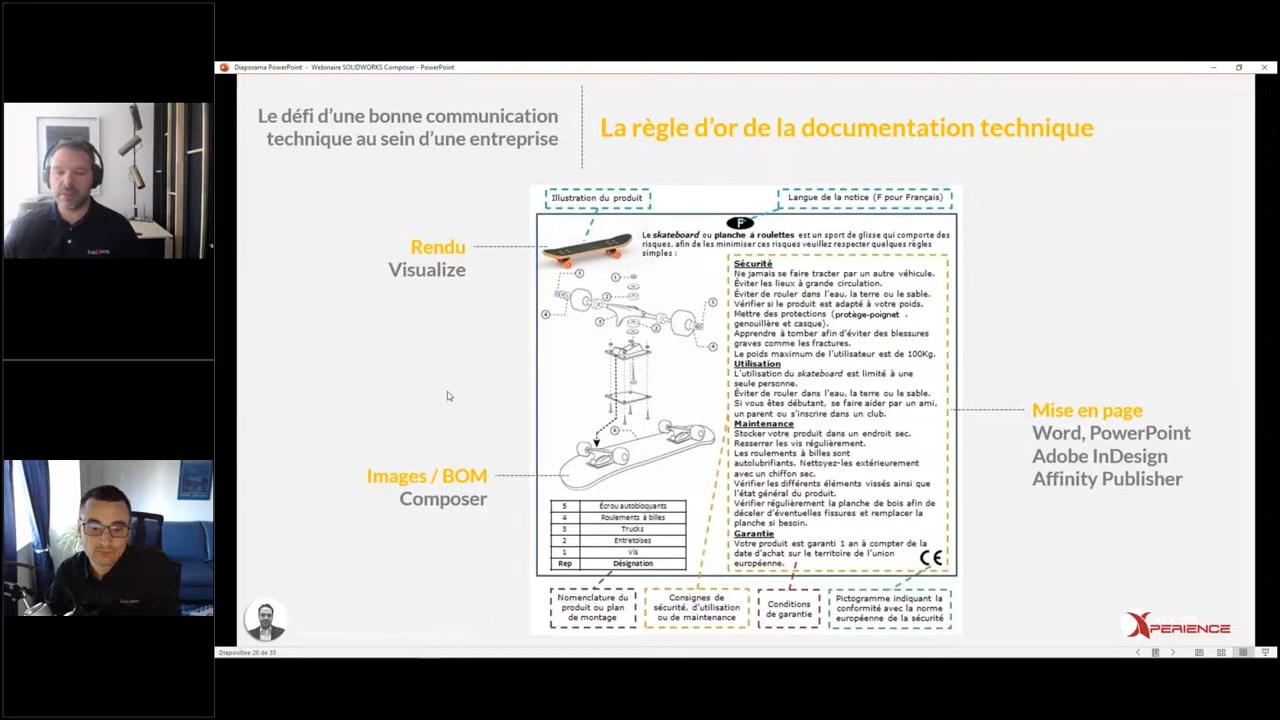 Diaporama PowerPoint - Webinaire SOLIDWORKS Composer - PowerPoint
Le défi d'une bonne communication
technique au sein d'une entreprise
La règle d'or de la documentation technique
Illustration du produit
Langue de la notice (F pour Français)
F
Le skateboard ou planche à roulettes est un sport de glisse qui comporte des
risques, afin de les minimiser ces risques veuillez respecter quelques règles
simples :
Rendu
Visualize
Images / BOM
Composer
Sécurité
Ne jamais se faire tracter par un autre véhicule.
Éviter les lieux à grande circulation.
Éviter de rouler dans l'eau, la terre ou le sable.
Vérifier si le produit est adapté à votre poids.
Mettre des protections (protège-poignet ,
genouillère et casque).
Apprendre à tomber afin d'éviter des blessures
graves comme les fractures.
Le poids maximum de l'utilisateur est de 100Kg.
Utilisation
L'utilisation du skateboard est limité à une
seule personne.
Éviter de rouler dans l'eau, la terre ou le sable.
Si vous êtes débutant, se faire aider par un ami,
un parent ou s'inscrire dans un club.
Maintenance
Stocker votre produit dans un endroit sec.
Resserrer les vis régulièrement.
Les roulements à billes sont
autolubrifiants. Nettoyez-les extérieurement
avec un chiffon sec.
Vérifier les différents éléments vissés ainsi que
l'état général du produit.
Vérifier régulièrement la planche de bois afin de
déceler d'éventuelles fissures et remplacer la
planche si besoin.
Garantie
Votre produit est garanti 1 an à compter de la
date d'achat sur le territoire de l'union
européenne.
CE
Mise en page
Word, PowerPoint
Adobe InDesign
Affinity Publisher
5 Écrou autobloquants
4 Roulements à billes
3 Trucks
2 Entretoises
1 Vis
Rep Désignation
Nomenclature du
produit ou plan
de montage
Consignes de
sécurité, d'utilisation
ou de maintenance
Conditions
de garantie
Pictogramme indiquant la
conformité avec la norme
européenne de la sécurité
XPERIENCE
Diapositive 26 de 33